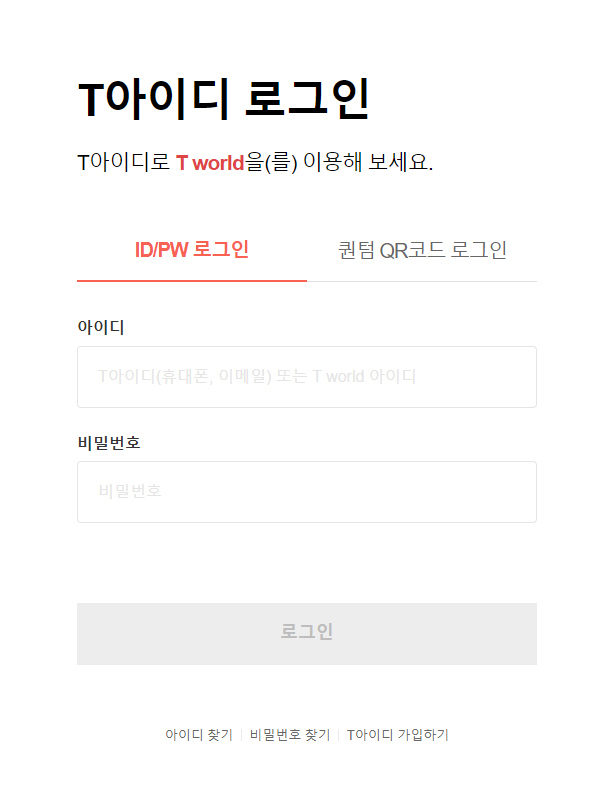 T아이디 로그인
T아이디로 T world을(를) 이용해 보세요.
ID/PW 로그인 퀀텀 QR코드 로그인
아이디
T아이디(휴대폰, 이메일) 또는 T world 아이디
비밀번호
비밀번호
로그인
아이디 찾기 | 비밀번호 찾기 | T아이디 가입하기